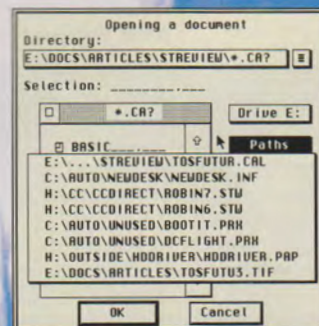 Opening a document
Directory:
E:\DOCS\ARTICLES\STREVIEW\*.CA?
Selection: ________.___
*.CA?
Drive E:
BASIC___.___
Paths
E:\...\STREVIEW\TOSFUTUR.CAL
C:\AUTO\NEWDESK\NEWDESK.INF
H:\CC\CCDIRECT\ROBIN7.STW
H:\CC\CCDIRECT\ROBIN6.STW
C:\AUTO\UNUSED\BOOTIT.PRX
C:\AUTO\UNUSED\DCFLIGHT.PRX
H:\OUTSIDE\HDDRIVER\HDDRIVER.PAP
E:\DOCS\ARTICLES\TOSFUTU3.TIF
OK
Cancel